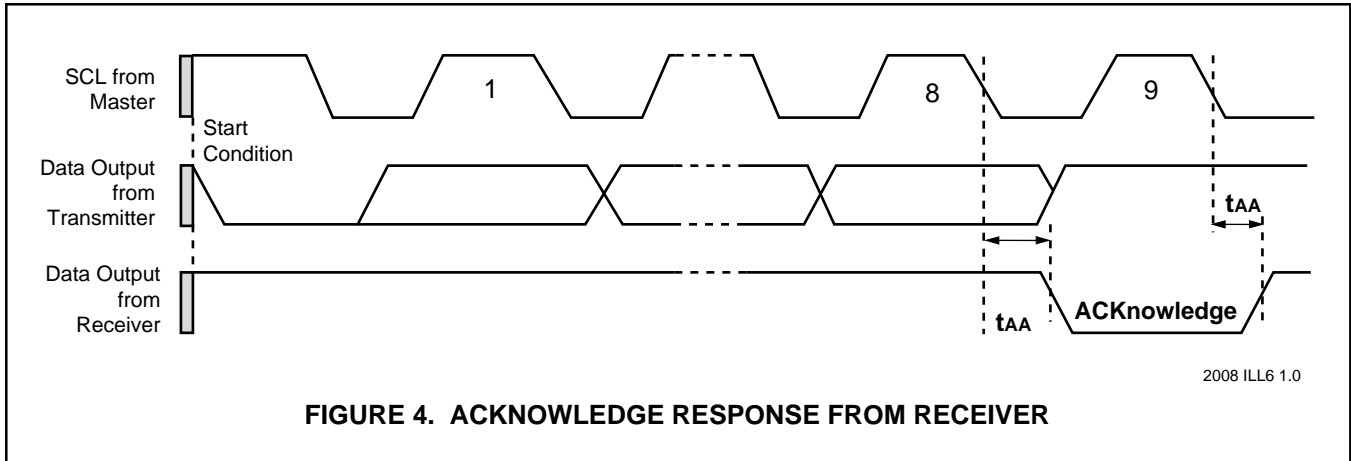 SCL from
Master
1
8
9
Start
Condition
Data Output
from
Transmitter
tAA
Data Output
from
Receiver
tAA
ACKnowledge
2008 ILL6 1.0
FIGURE 4. ACKNOWLEDGE RESPONSE FROM RECEIVER